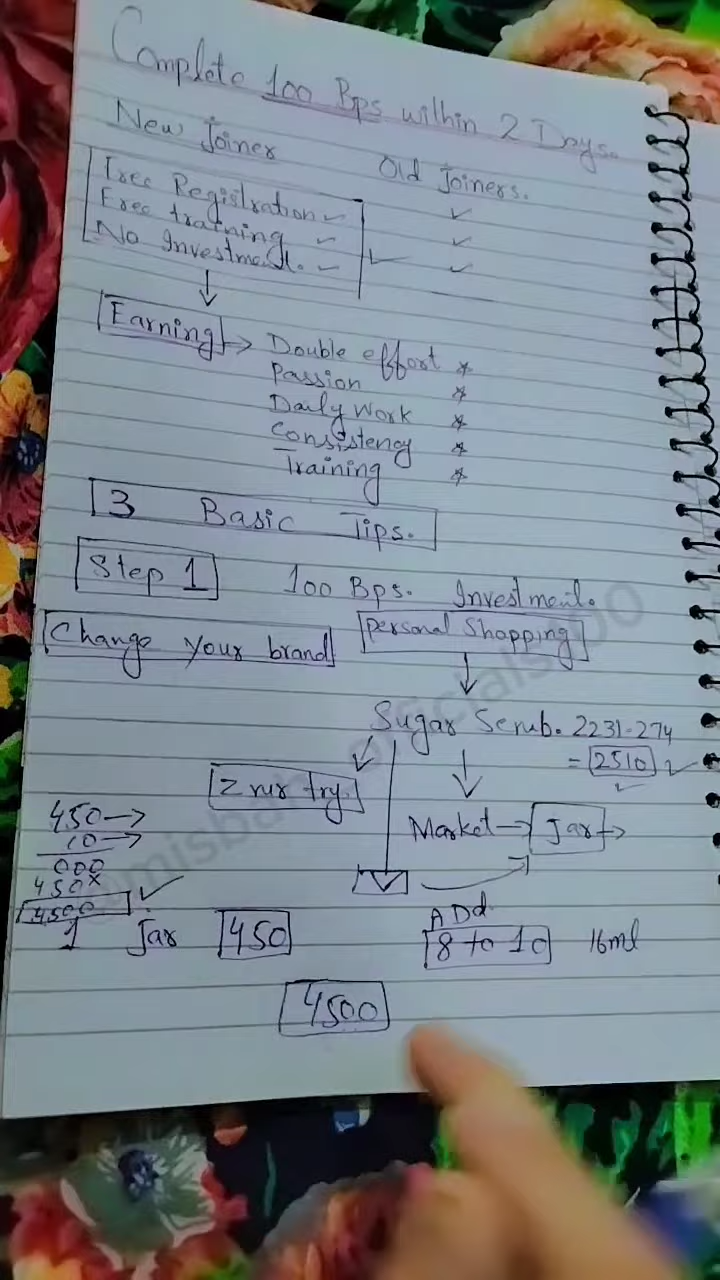 Complete 100 Bps within 2 Days.
New Joiner Old Joiners.
Free Registration
Free training
No Investment.
Earning → Double effort *
Passion *
Daily Work *
Consistency *
Training *
3 Basic Tips.
Step 1 100 Bps. Investment.
Change your brand Personal Shopping
Sugar Scrub. 2231-274
= 2510
try.
Market → Jar →
450 →
10 →
000
450x
4500
1 Jar 450
ADd
8 to 10 16ml
4500